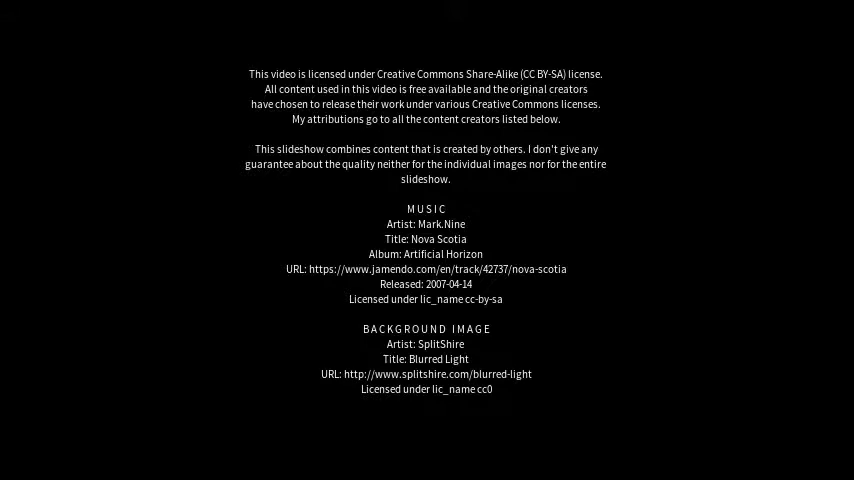 This video is licensed under Creative Commons Share-Alike (CC BY-SA) license.
All content used in this video is free available and the original creators
have chosen to release their work under various Creative Commons licenses.
My attributions go to all the content creators listed below.
This slideshow combines content that is created by others. I don't give any
guarantee about the quality neither for the individual images nor for the entire
slideshow.
MUSIC
Artist: Mark.Nine
Title: Nova Scotia
Album: Artificial Horizon
URL: https://www.jamendo.com/en/track/42737/nova-scotia
Released: 2007-04-14
Licensed under lic_name cc-by-sa
BACKGROUND IMAGE
Artist: SplitShire
Title: Blurred Light
URL: http://www.splitshire.com/blurred-light
Licensed under lic_name cc0